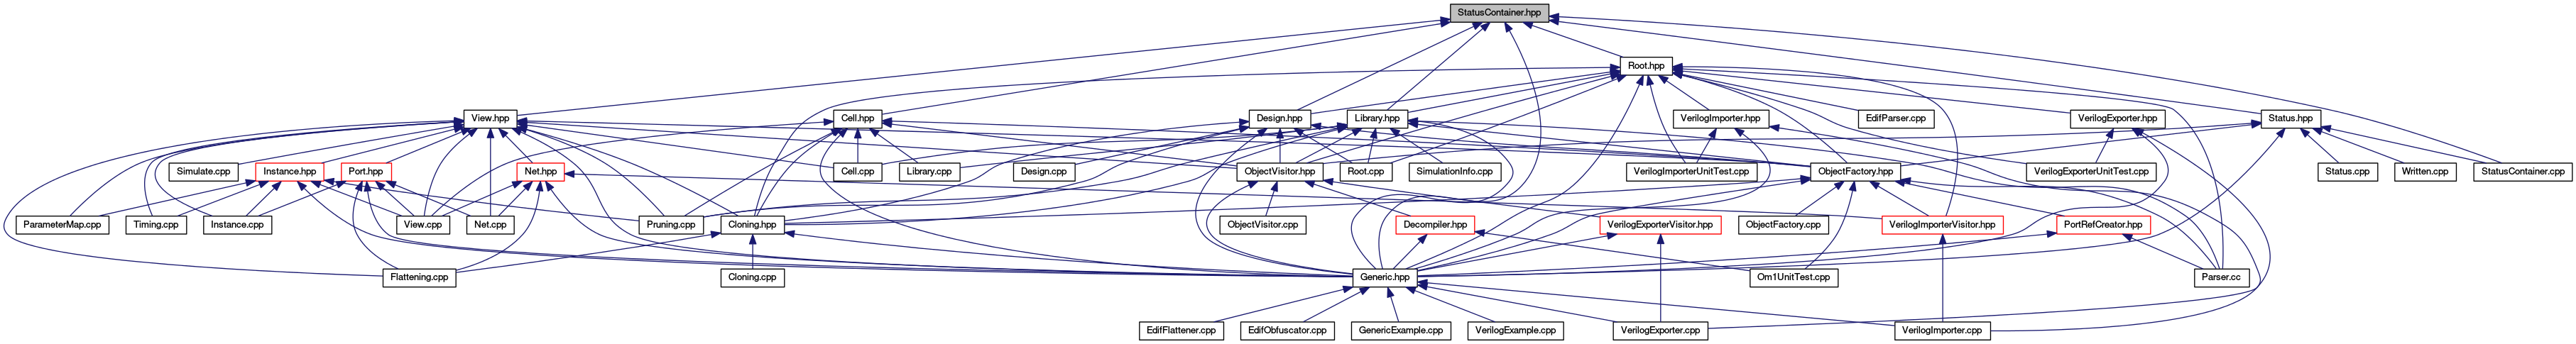 StatusContainer.hpp
Root.hpp
View.hpp
Cell.hpp
Design.hpp
Library.hpp
VerilogImporter.hpp
EdifParser.cpp
VerilogExporter.hpp
Status.hpp
Simulate.cpp
Instance.hpp
Port.hpp
Net.hpp
Cell.cpp
Library.cpp
Design.cpp
ObjectVisitor.hpp
Root.cpp
SimulationInfo.cpp
VerilogImporterUnitTest.cpp
ObjectFactory.hpp
VerilogExporterUnitTest.cpp
Status.cpp
Written.cpp
StatusContainer.cpp
ParameterMap.cpp
Timing.cpp
Instance.cpp
View.cpp
Net.cpp
Pruning.cpp
Cloning.hpp
ObjectVisitor.cpp
Decompiler.hpp
VerilogExporterVisitor.hpp
ObjectFactory.cpp
VerilogImporterVisitor.hpp
PortRefCreator.hpp
Flattening.cpp
Cloning.cpp
Generic.hpp
Om1UnitTest.cpp
Parser.cc
EdifFlattener.cpp
EdifObfuscator.cpp
GenericExample.cpp
VerilogExample.cpp
VerilogExporter.cpp
VerilogImporter.cpp